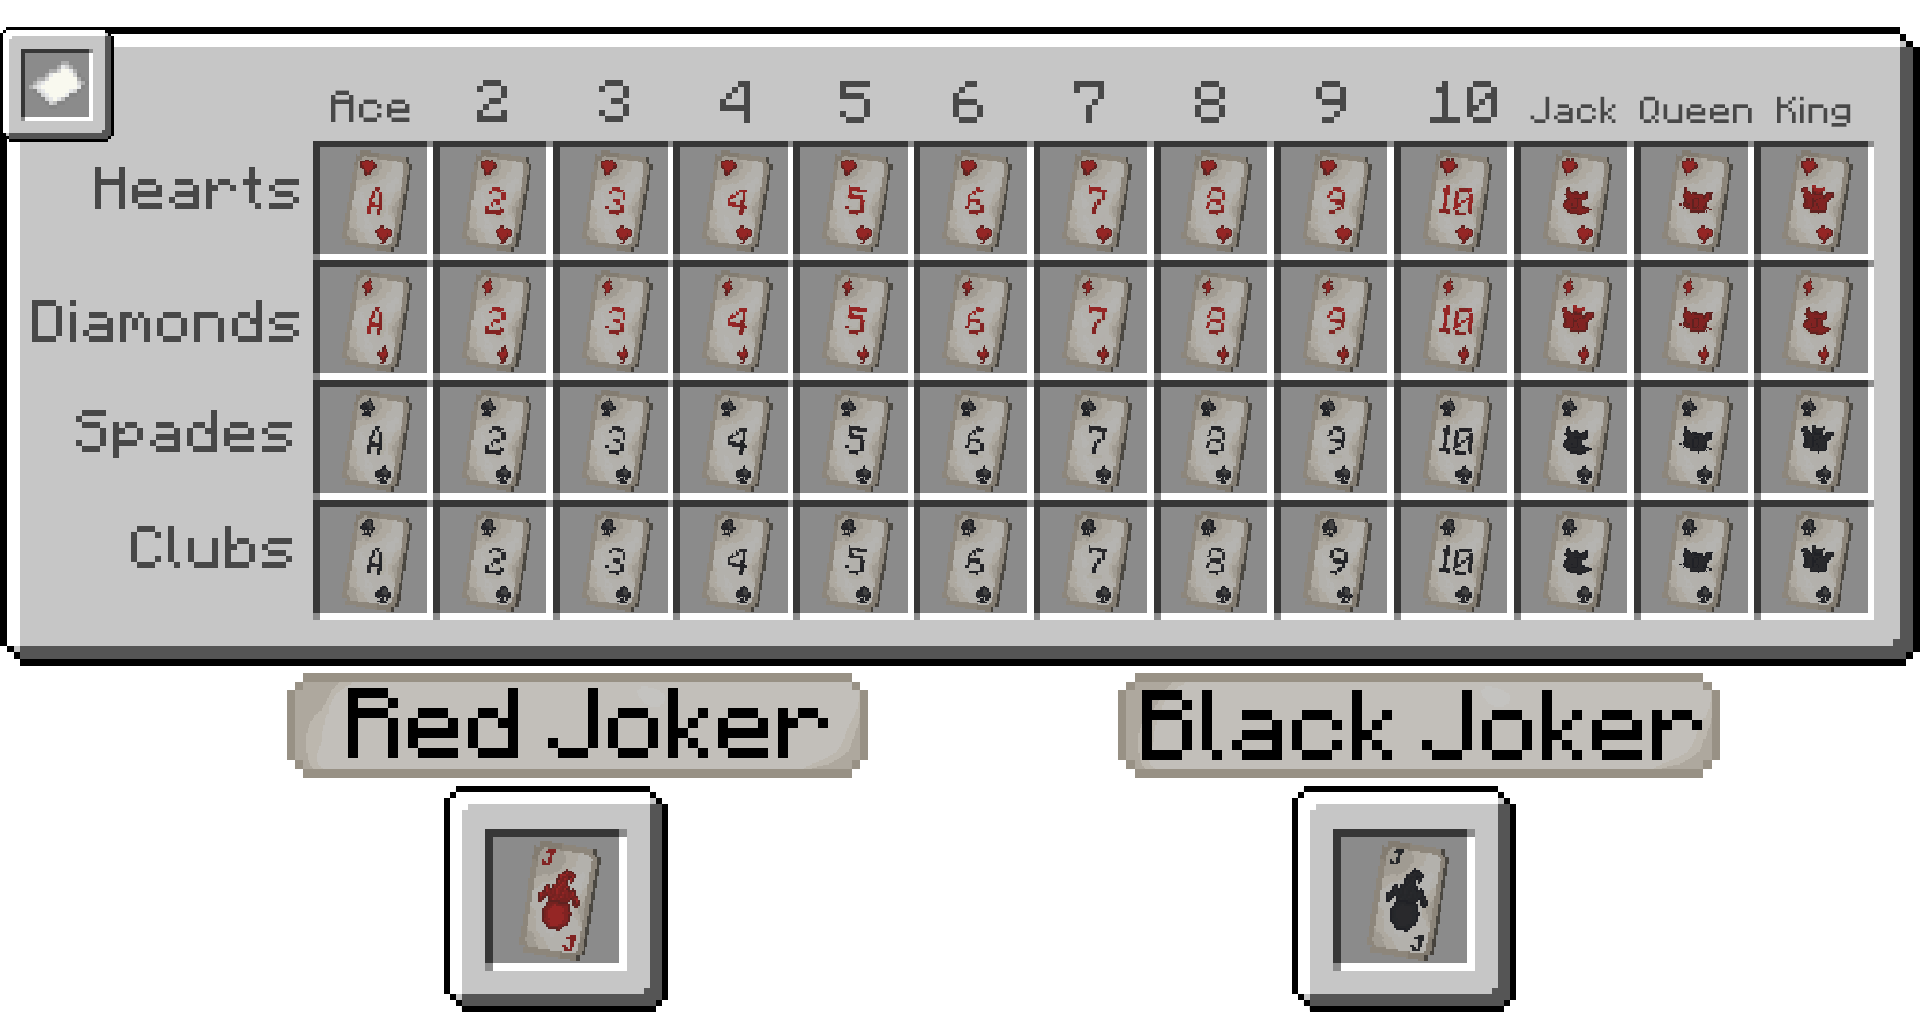 Ace 2 3 4 5 6 7 8 9 10 Jack Queen King
Hearts A 2 3 4 5 6 7 8 9 10
Diamonds A 2 3 4 5 6 7 8 9 10
Spades A 2 3 4 5 6 7 8 9 10
Clubs A 2 3 4 5 6 7 8 9 10
Red Joker Black Joker
J J
J J